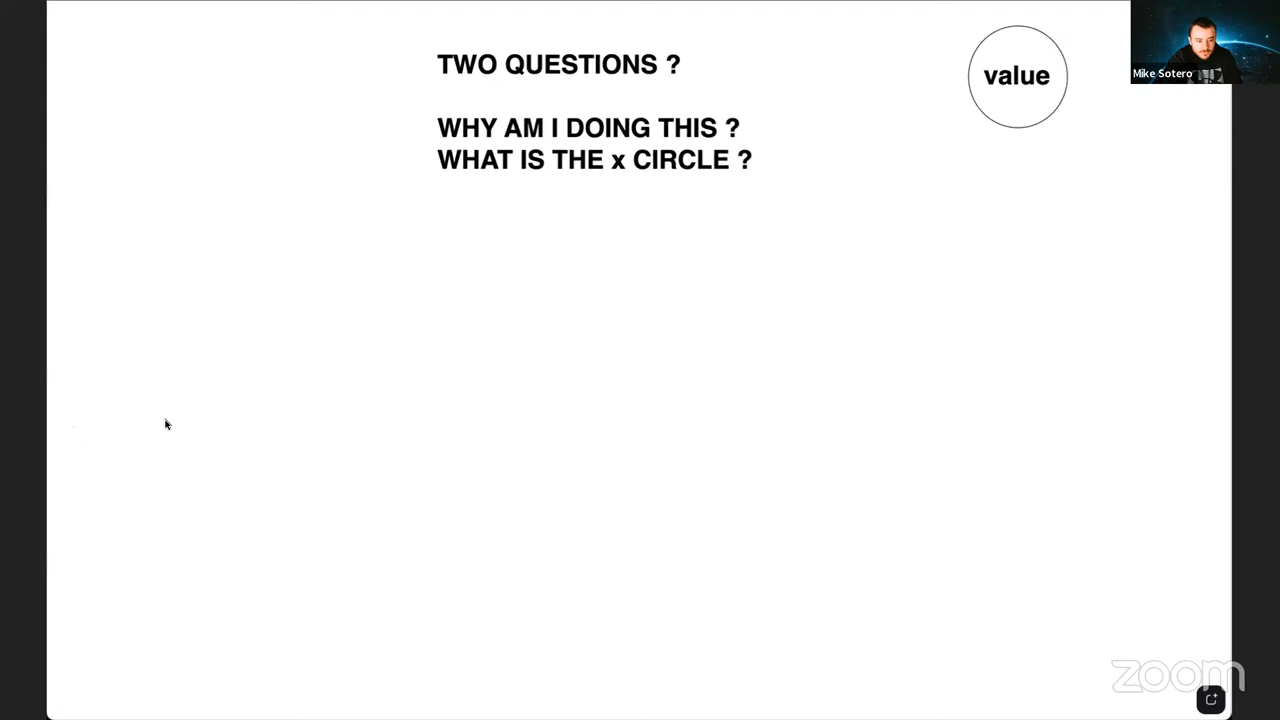 TWO QUESTIONS ?
value
Mike Sotero
WHY AM I DOING THIS ?
WHAT IS THE x CIRCLE ?
zoom